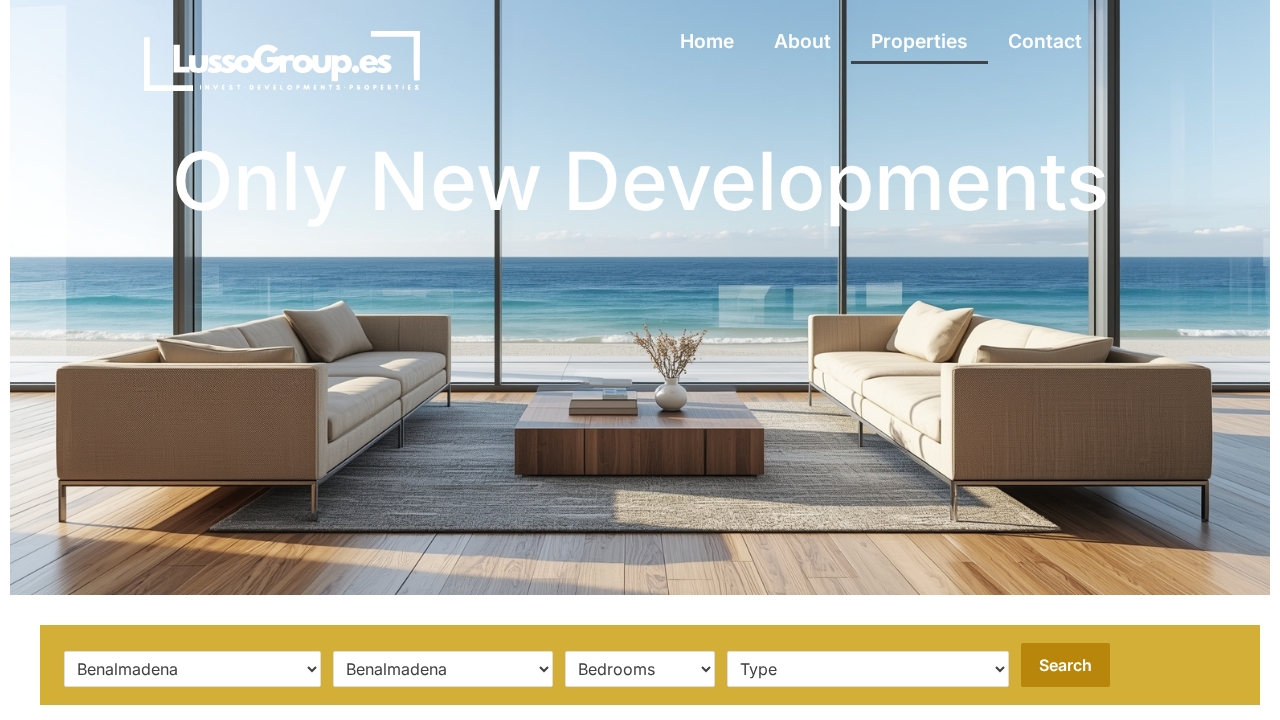 LussoGroup.es
INVEST·DEVELOPMENTS·PROPERTIES
Home About Properties Contact
Only New Developments
Benalmadena Benalmadena Bedrooms Type Search